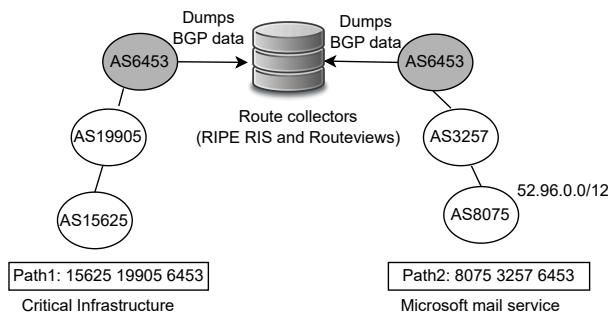 Dumps
BGP data
Dumps
BGP data
AS6453
AS6453
Route collectors
(RIPE RIS and Routeviews)
AS19905
AS3257
52.96.0.0/12
AS15625
AS8075
Path1: 15625 19905 6453
Path2: 8075 3257 6453
Critical Infrastructure
Microsoft mail service